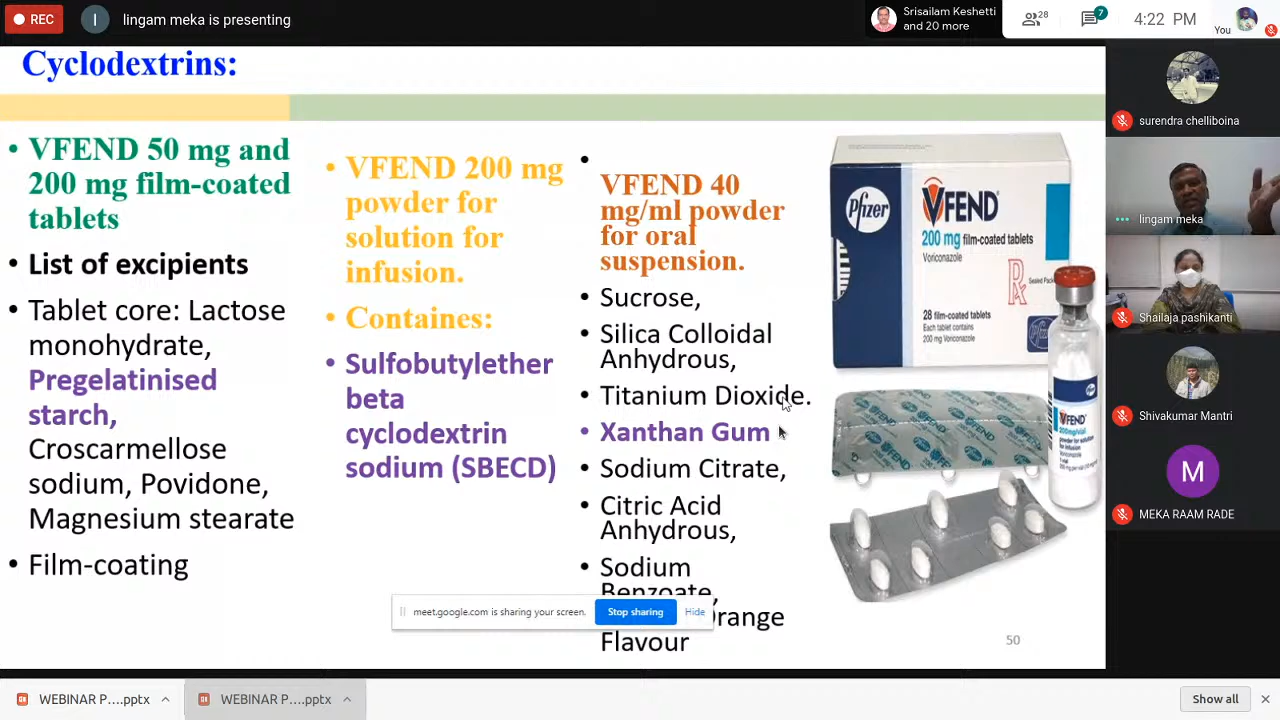 REC
I
lingam meka is presenting
Srisailam Keshetti
and 20 more
28
7
4:22 PM
You
Cyclodextrins:
• VFEND 50 mg and
200 mg film-coated
tablets
• List of excipients
• Tablet core: Lactose
monohydrate,
Pregelatinised
starch,
Croscarmellose
sodium, Povidone,
Magnesium stearate
• Film-coating
• VFEND 200 mg
powder for
solution for
infusion.
• Containes:
• Sulfobutylether
beta
cyclodextrin
sodium (SBECD)
•
VFEND 40
mg/ml powder
for oral
suspension.
• Sucrose,
• Silica Colloidal
Anhydrous,
• Titanium Dioxide.
• Xanthan Gum
• Sodium Citrate,
• Citric Acid
Anhydrous,
• Sodium
Benzoate,
Orange
Flavour
Pfizer
VFEND
200 mg film-coated tablets
Voriconazole
Rx
28 film-coated tablets
Each tablet contains
200 mg Voriconazole
VFEND
50
meet.google.com is sharing your screen.
Stop sharing
Hide
surendra chelliboina
lingam meka
Shailaja pashikanti
Shivakumar Mantri
M
MEKA RAAM RADE
WEBINAR P....pptx
WEBINAR P....pptx
Show all